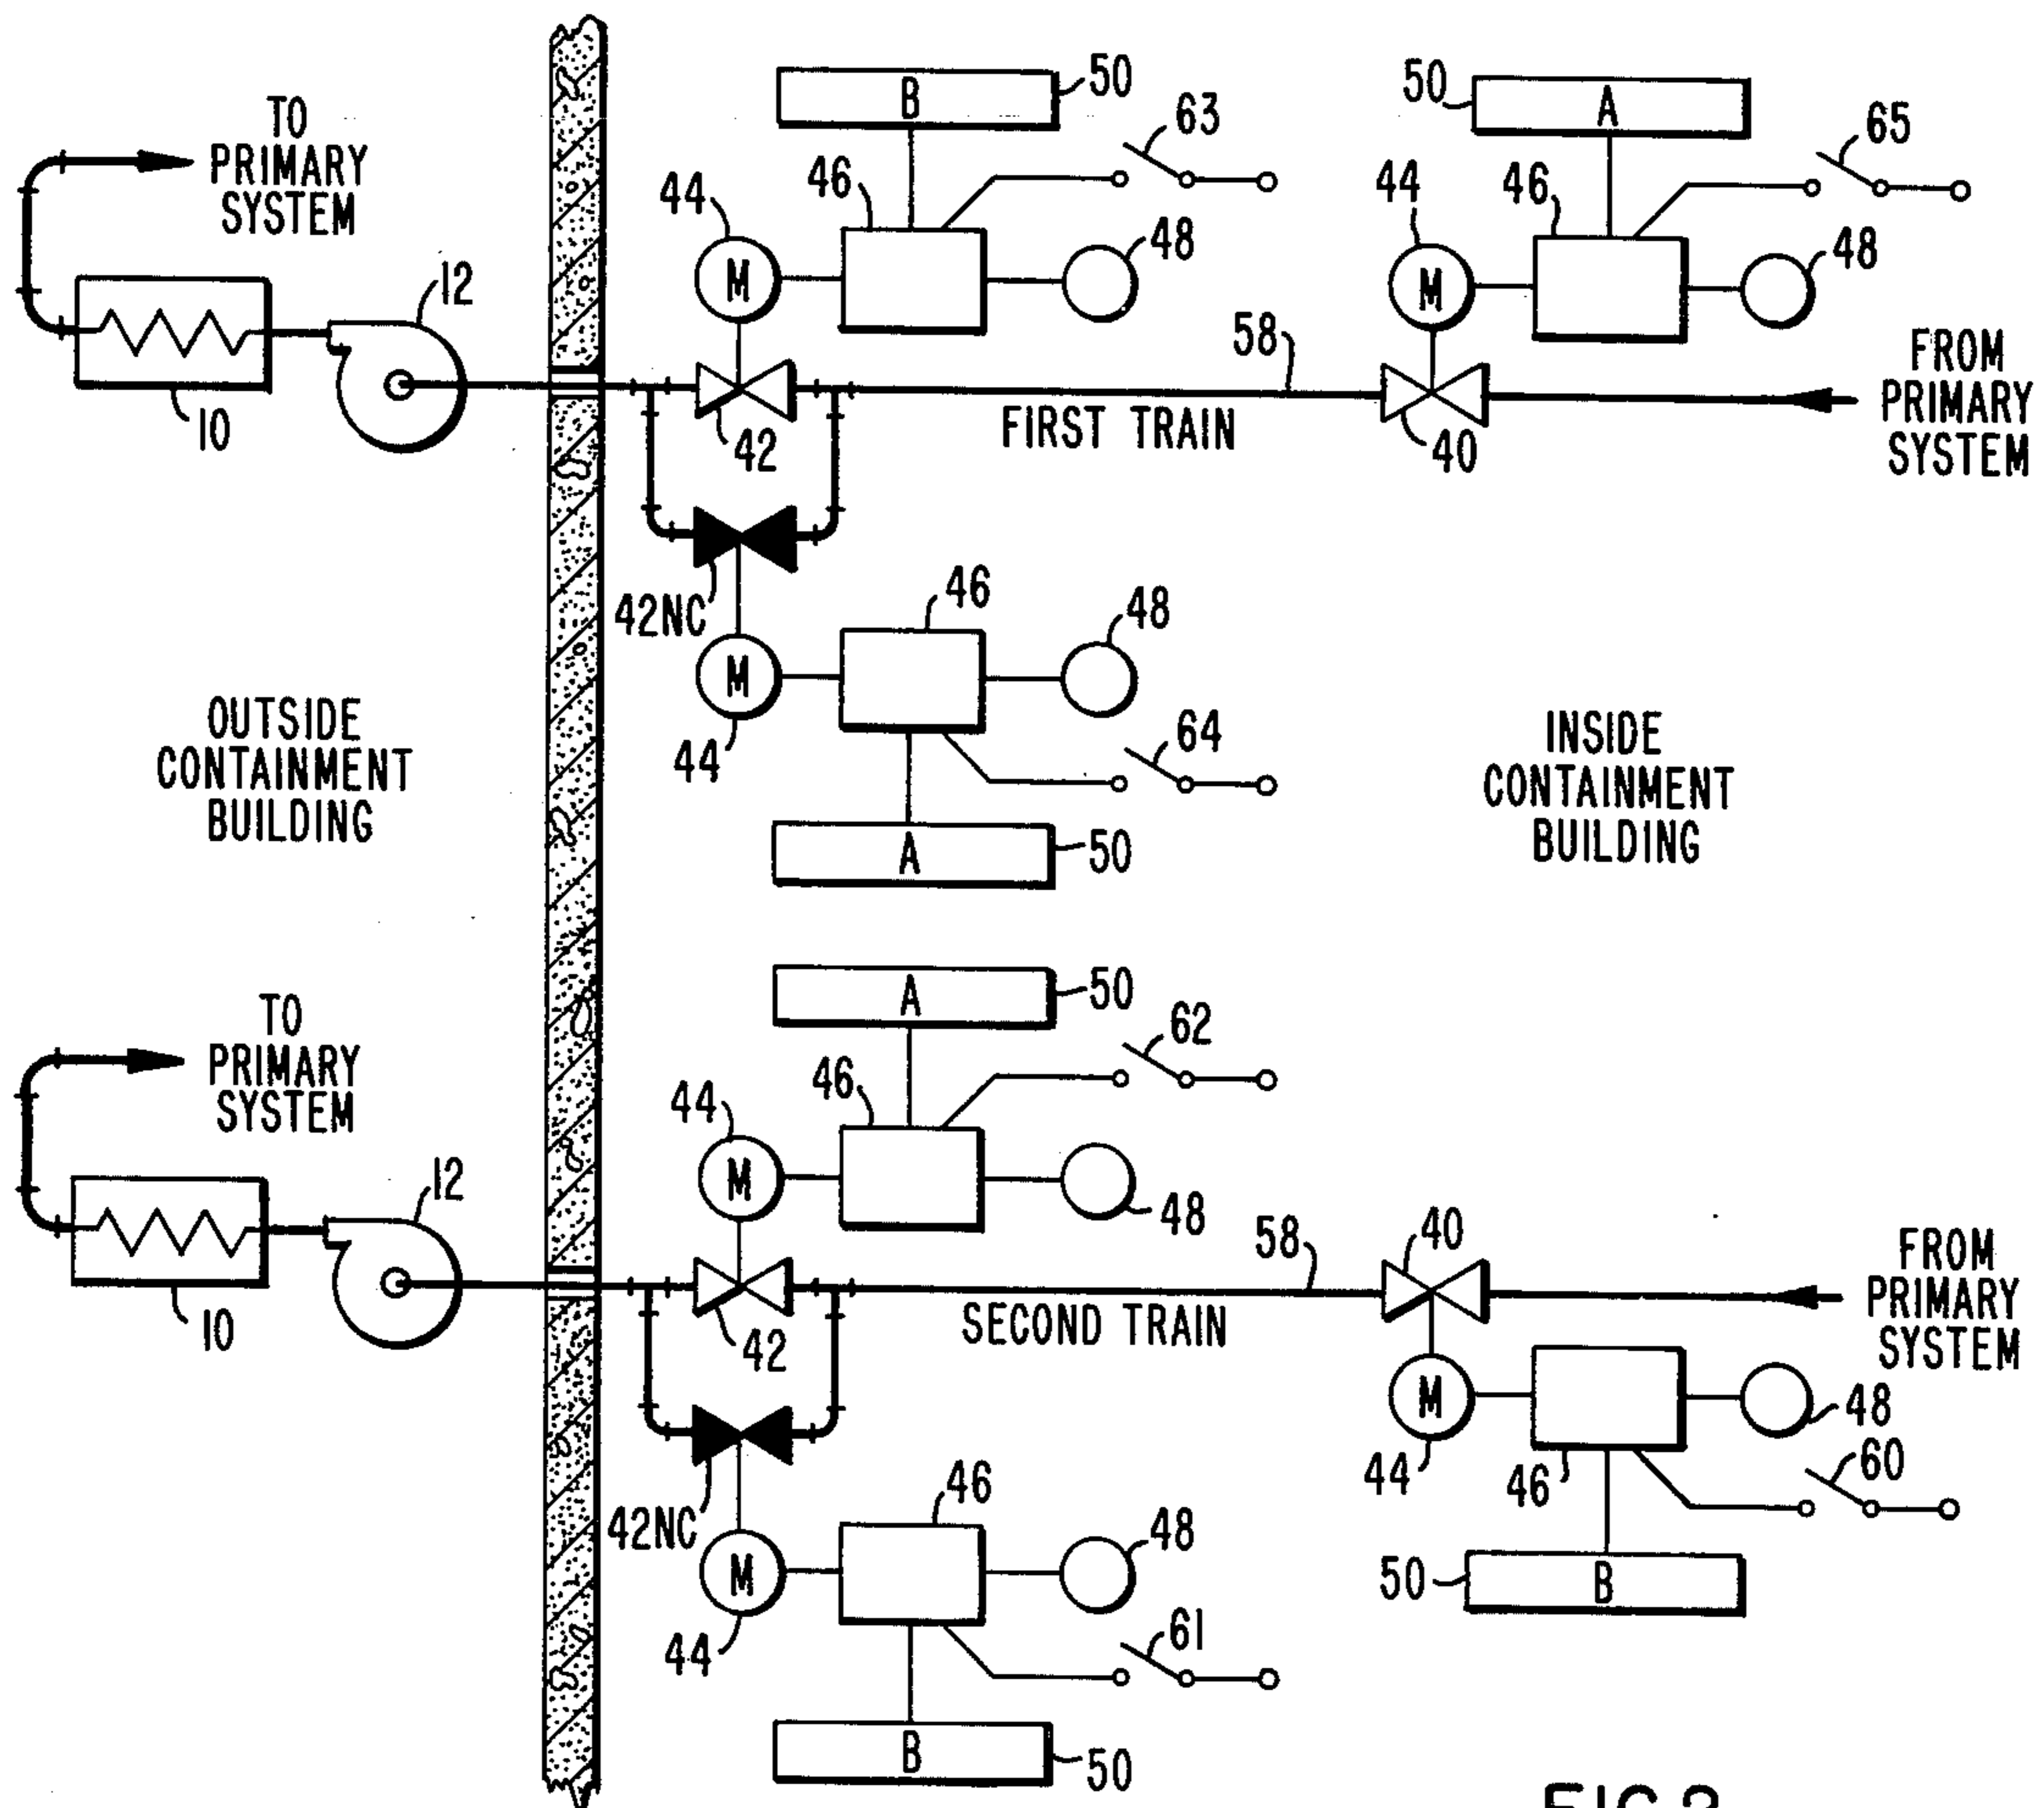 TO
PRIMARY
SYSTEM
12
10
B
50
63
46
44
M
48
42
50
A
65
44
46
M
48
58
FIRST TRAIN
40
FROM
PRIMARY
SYSTEM
42NC
46
48
M
44
64
A
50
OUTSIDE
CONTAINMENT
BUILDING
INSIDE
CONTAINMENT
BUILDING
TO
PRIMARY
SYSTEM
12
10
A
50
62
46
44
M
48
42
58
SECOND TRAIN
40
FROM
PRIMARY
SYSTEM
M
44
46
48
60
50
B
42NC
46
48
M
44
61
B
50
FIG.2